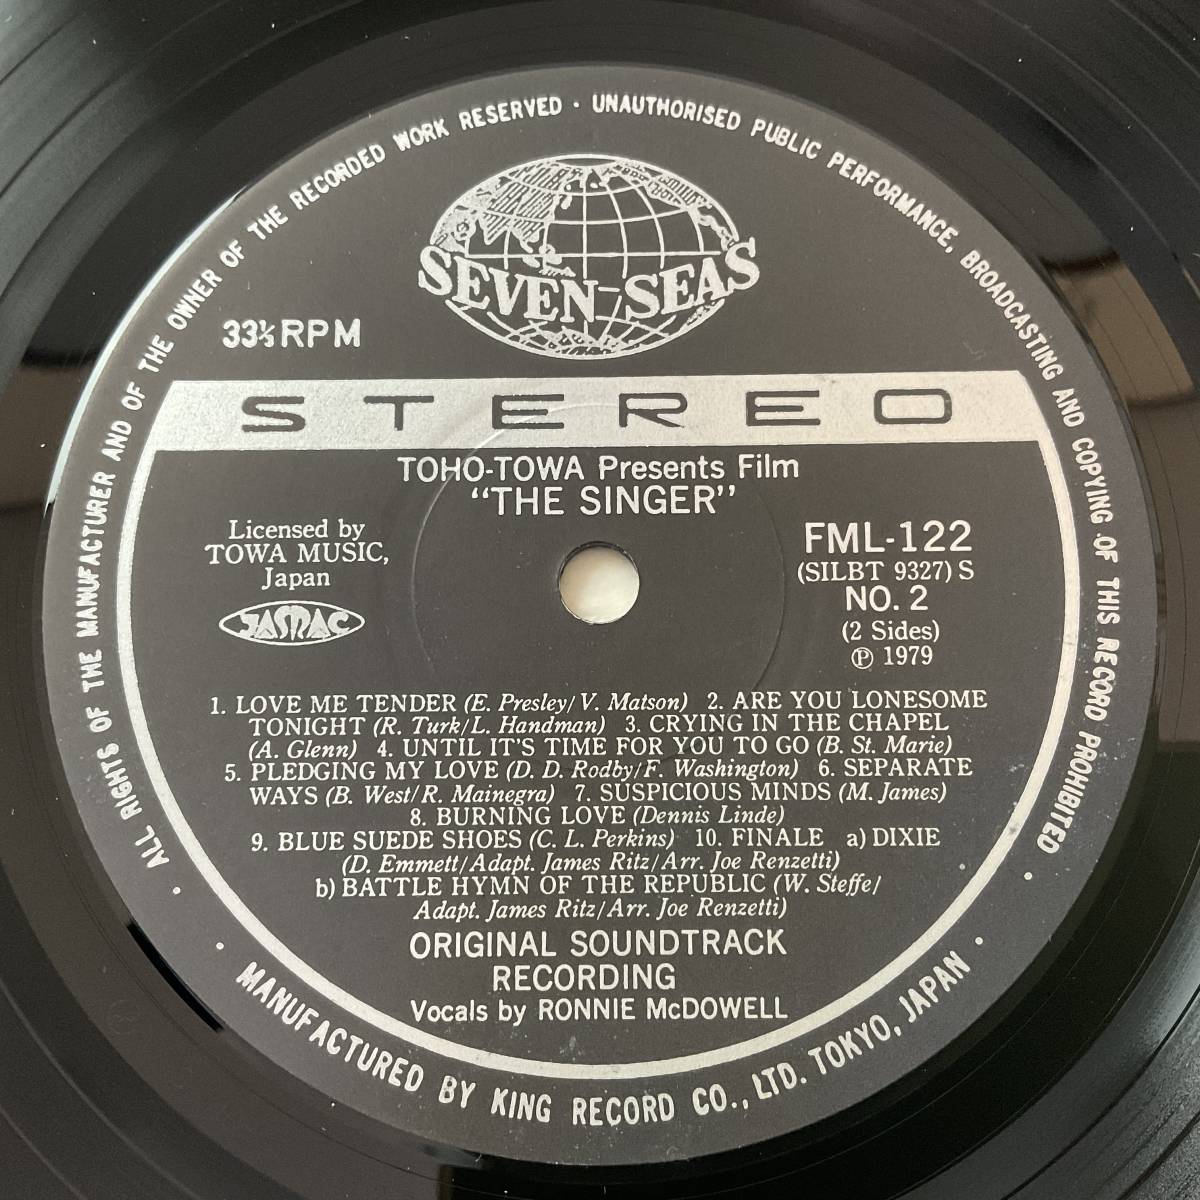 ALL RIGHTS OF THE MANUFACTURER AND OF THE OWNER OF THE RECORDED WORK RESERVED · UNAUTHORISED PUBLIC PERFORMANCE, BROADCASTING AND COPYING OF THIS RECORD PROHIBITED
SEVEN SEAS
33⅓ RPM
STEREO
TOHO-TOWA Presents Film
“THE SINGER”
Licensed by
TOWA MUSIC,
Japan
JASRAC
FML-122
(SILBT 9327) S
NO. 2
(2 Sides)
Ⓟ 1979
1. LOVE ME TENDER (E. Presley/V. Matson) 2. ARE YOU LONESOME
TONIGHT (R. Turk/L. Handman) 3. CRYING IN THE CHAPEL
(A. Glenn) 4. UNTIL IT'S TIME FOR YOU TO GO (B. St. Marie)
5. PLEDGING MY LOVE (D. D. Rodby/F. Washington) 6. SEPARATE
WAYS (B. West/R. Mainegra) 7. SUSPICIOUS MINDS (M. James)
8. BURNING LOVE (Dennis Linde)
9. BLUE SUEDE SHOES (C. L. Perkins) 10. FINALE a) DIXIE
(D. Emmett/Adapt. James Ritz/Arr. Joe Renzetti)
b) BATTLE HYMN OF THE REPUBLIC (W. Steffe/
Adapt. James Ritz/Arr. Joe Renzetti)
ORIGINAL SOUNDTRACK
RECORDING
Vocals by RONNIE McDOWELL
· MANUFACTURED BY KING RECORD CO., LTD. TOKYO, JAPAN ·